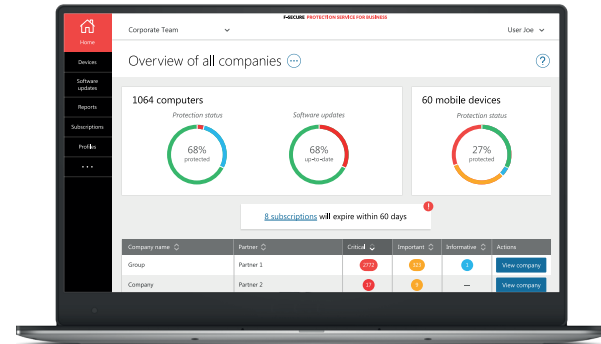 F-SECURE PROTECTION SERVICE FOR BUSINESS
Corporate Team
User Joe
Home
Devices
Software
updates
Reports
Subscriptions
Profiles
Overview of all companies
?
1064 computers
Protection status
68%
protected
Software updates
68%
up-to-date
60 mobile devices
Protection status
27%
protected
8 subscriptions will expire within 60 days
!
Company name Partner Critical Important Informative Actions
Group Partner 1 2772 View company
Company Partner 2 17 — View company